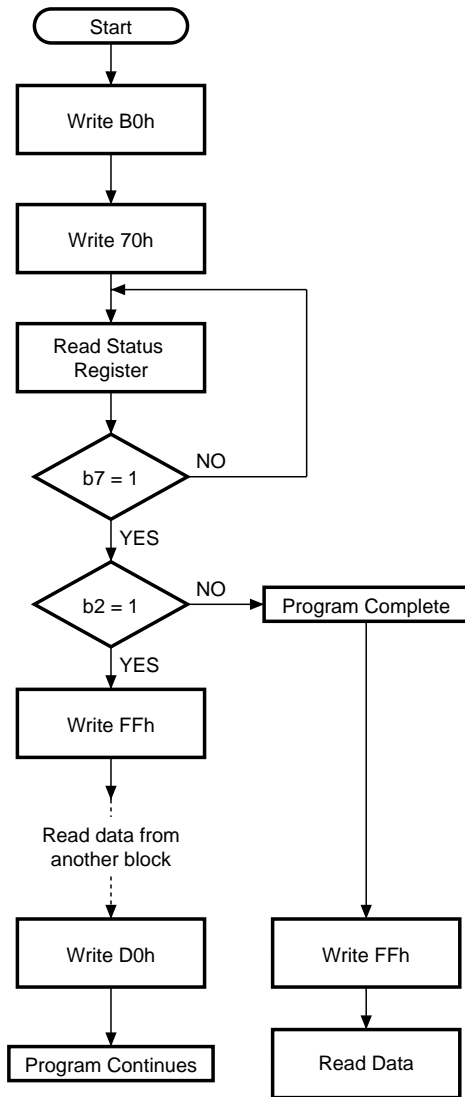 Start
Write B0h
Write 70h
Read Status
Register
b7 = 1
NO
YES
b2 = 1
NO
Program Complete
YES
Write FFh
Read data from
another block
Write D0h
Write FFh
Program Continues
Read Data